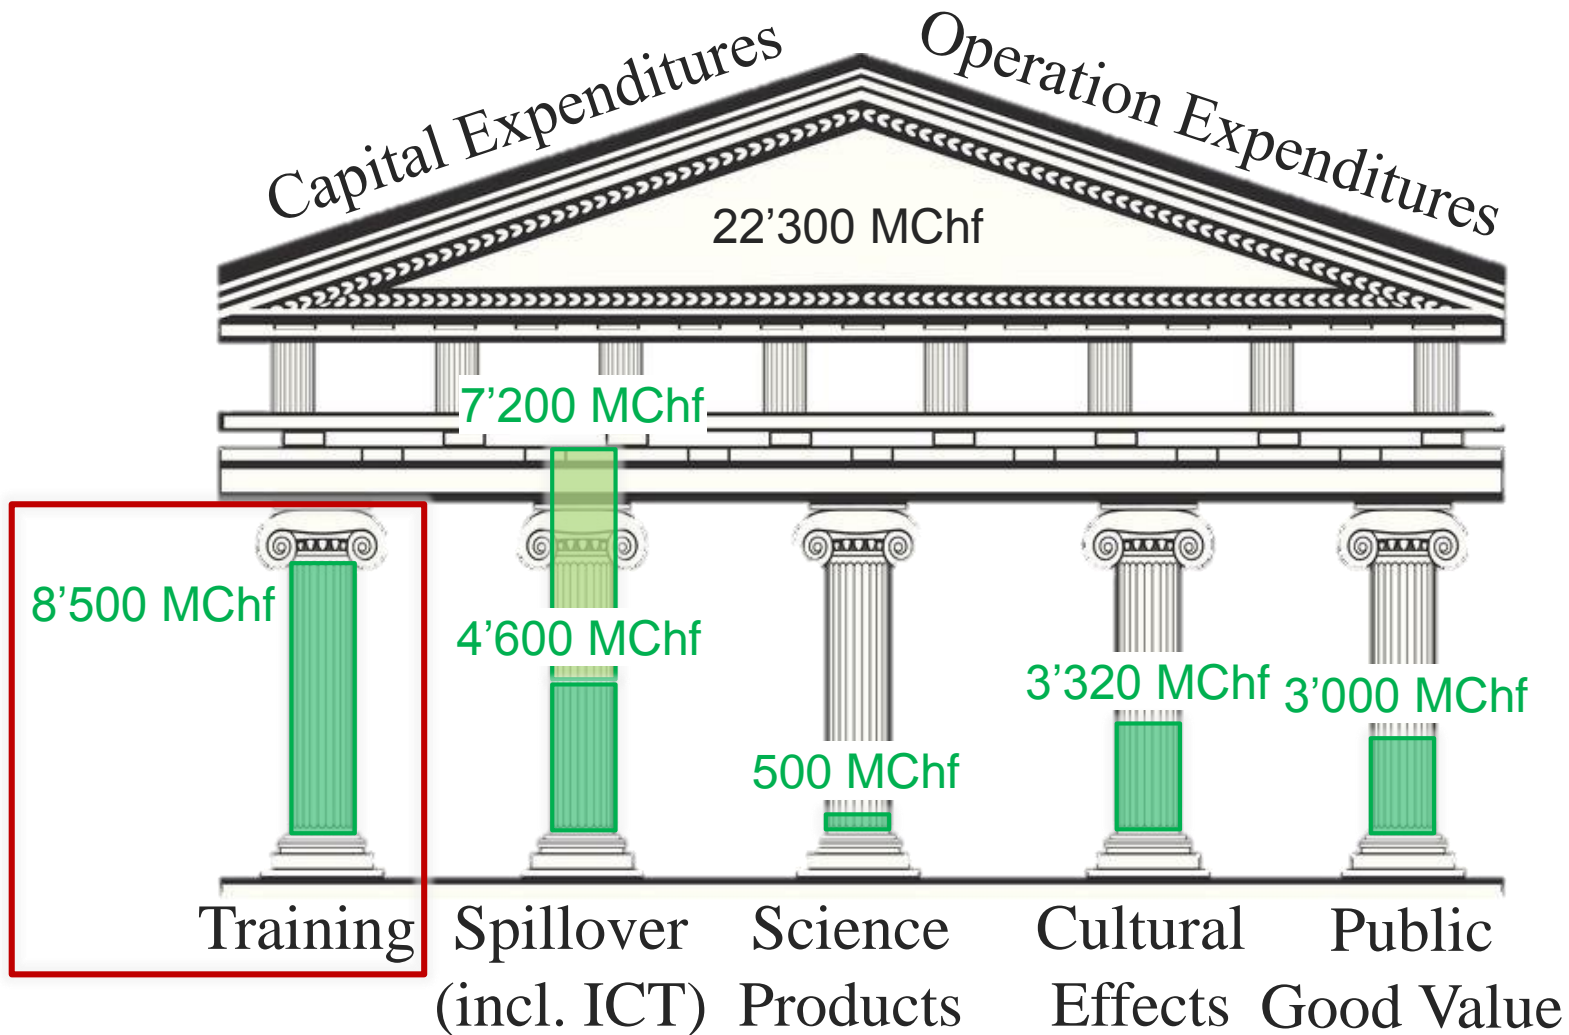 Capital Expenditures
Operation Expenditures
22’300 MChf
7’200 MChf
8’500 MChf
4’600 MChf
3’320 MChf
3’000 MChf
500 MChf
Training
Spillover
(incl. ICT)
Science
Products
Cultural
Effects
Public
Good Value